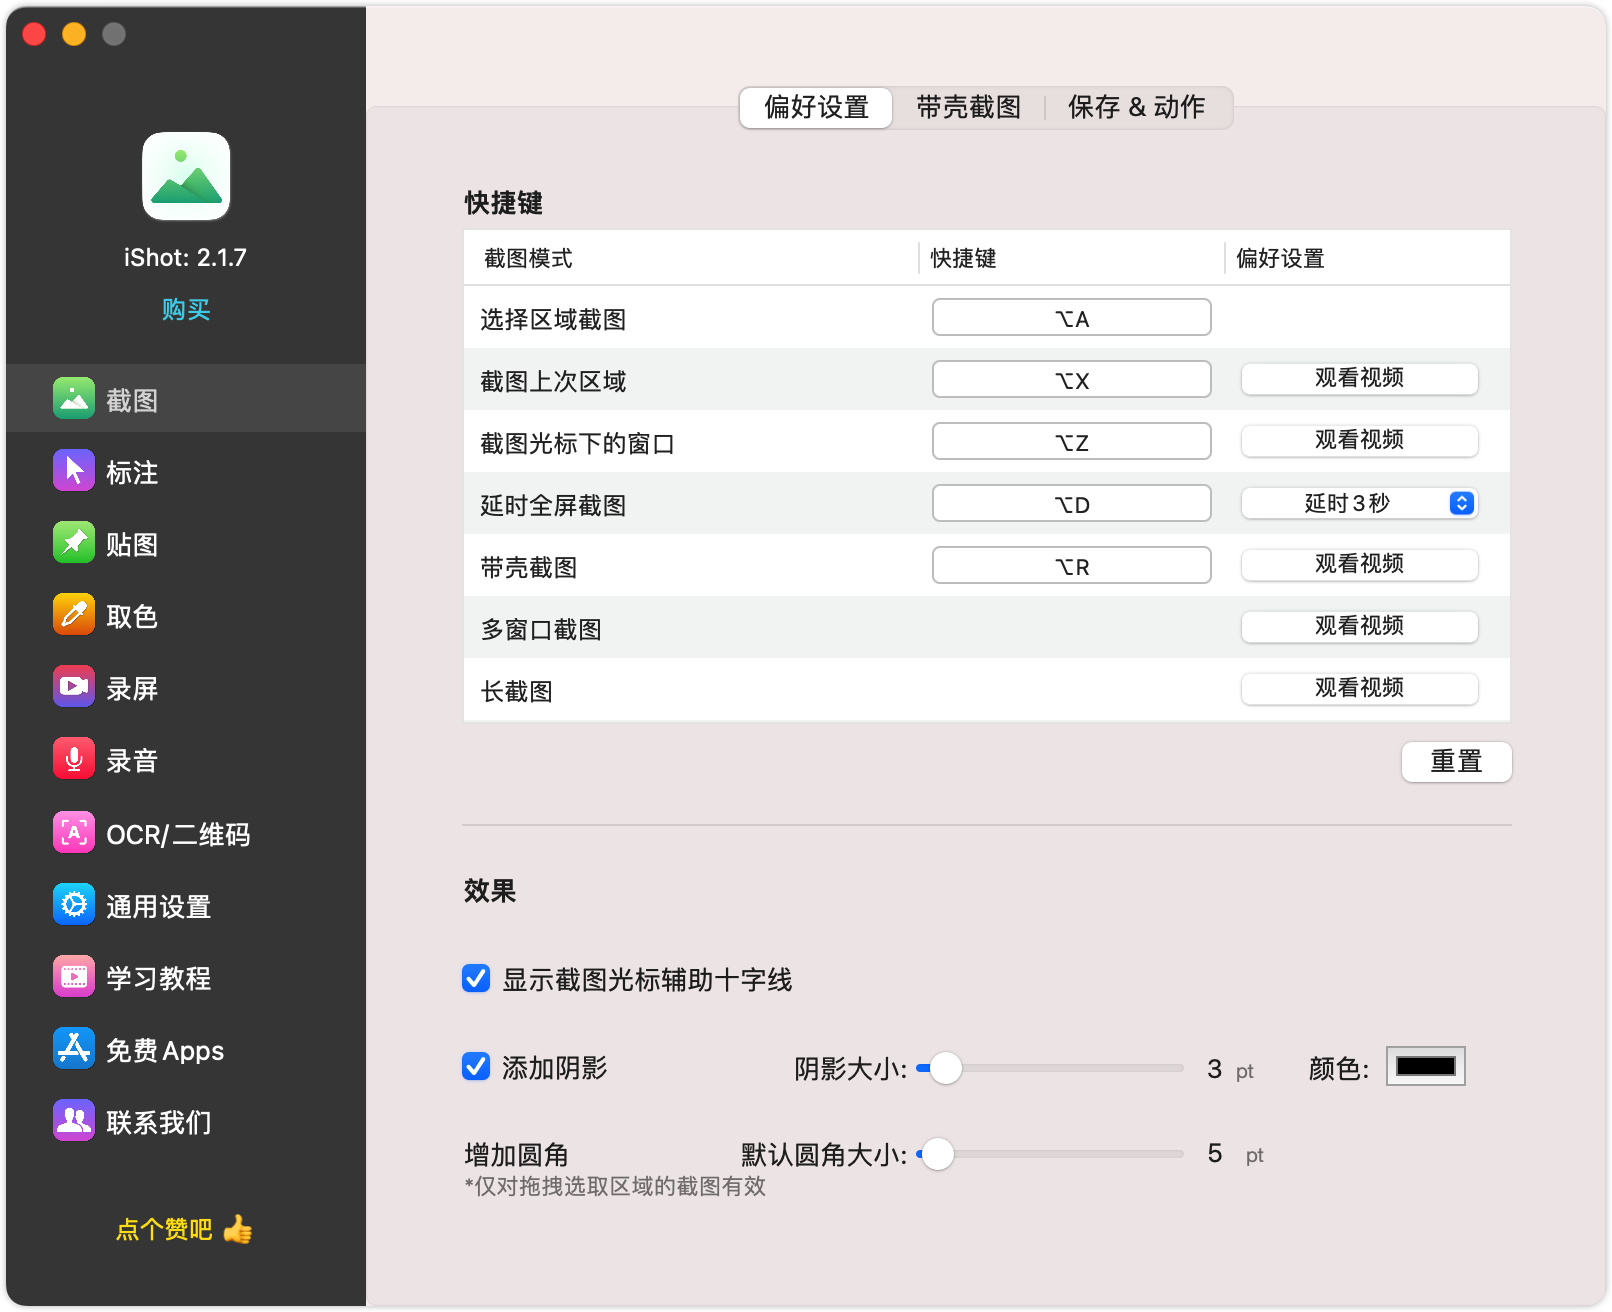 iShot: 2.1.7
购买
截图
标注
贴图
取色
录屏
录音
OCR/二维码
通用设置
学习教程
免费 Apps
联系我们
点个赞吧 👍
偏好设置 带壳截图 保存 & 动作
快捷键
截图模式 快捷键 偏好设置
选择区域截图 ⌥A
截图上次区域 ⌥X 观看视频
截图光标下的窗口 ⌥Z 观看视频
延时全屏截图 ⌥D 延时 3 秒
带壳截图 ⌥R 观看视频
多窗口截图 观看视频
长截图 观看视频
重置
效果
显示截图光标辅助十字线
添加阴影 阴影大小: 3 pt 颜色:
增加圆角 默认圆角大小: 5 pt
*仅对拖拽选取区域的截图有效